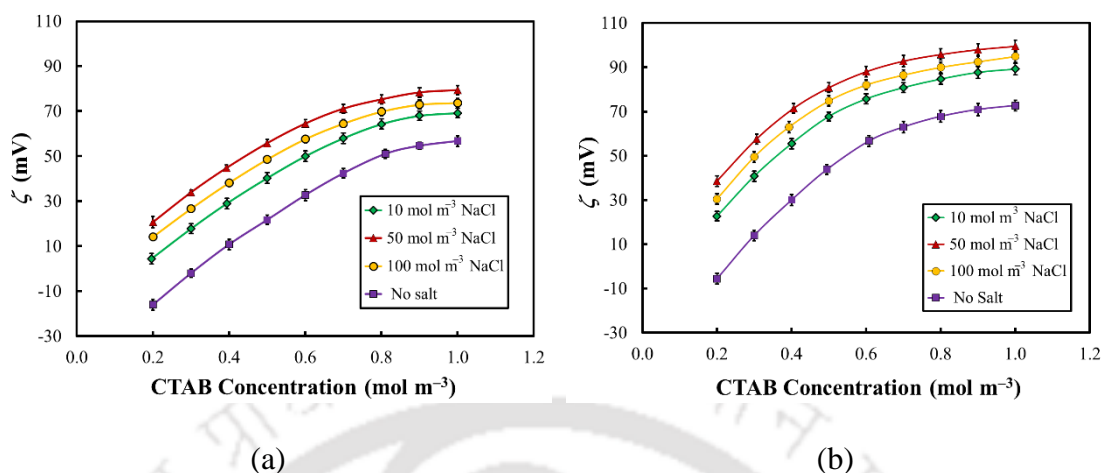 110
90
70
50
30
10
-10
-30
ζ (mV)
0.0 0.2 0.4 0.6 0.8 1.0 1.2
CTAB Concentration (mol m⁻³)
10 mol m⁻³ NaCl
50 mol m⁻³ NaCl
100 mol m⁻³ NaCl
No salt
(a)
110
90
70
50
30
10
-10
-30
ζ (mV)
0.0 0.2 0.4 0.6 0.8 1.0 1.2
CTAB Concentration (mol m⁻³)
10 mol m³ NaCl
50 mol m⁻³ NaCl
100 mol m⁻³ NaCl
No Salt
(b)